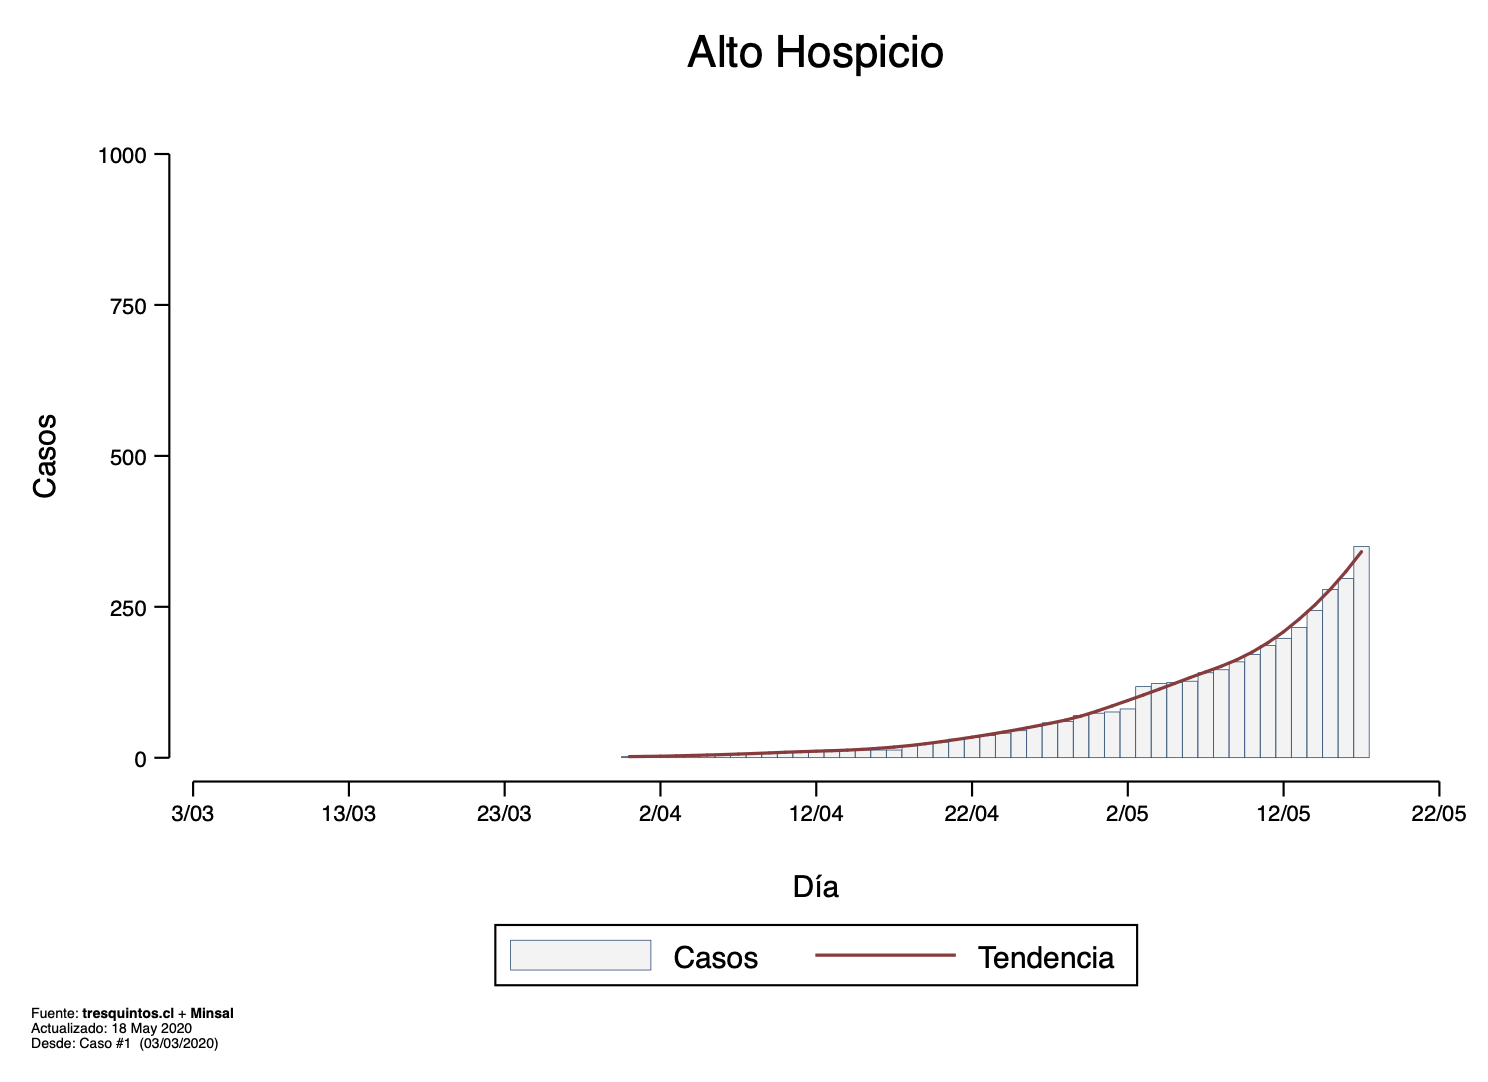 Alto Hospicio
1000
750
500
250
0
Casos
3/03 13/03 23/03 2/04 12/04 22/04 2/05 12/05 22/05
Día
Casos Tendencia
Fuente: tresquintos.cl + Minsal
Actualizado: 18 May 2020
Desde: Caso #1 (03/03/2020)